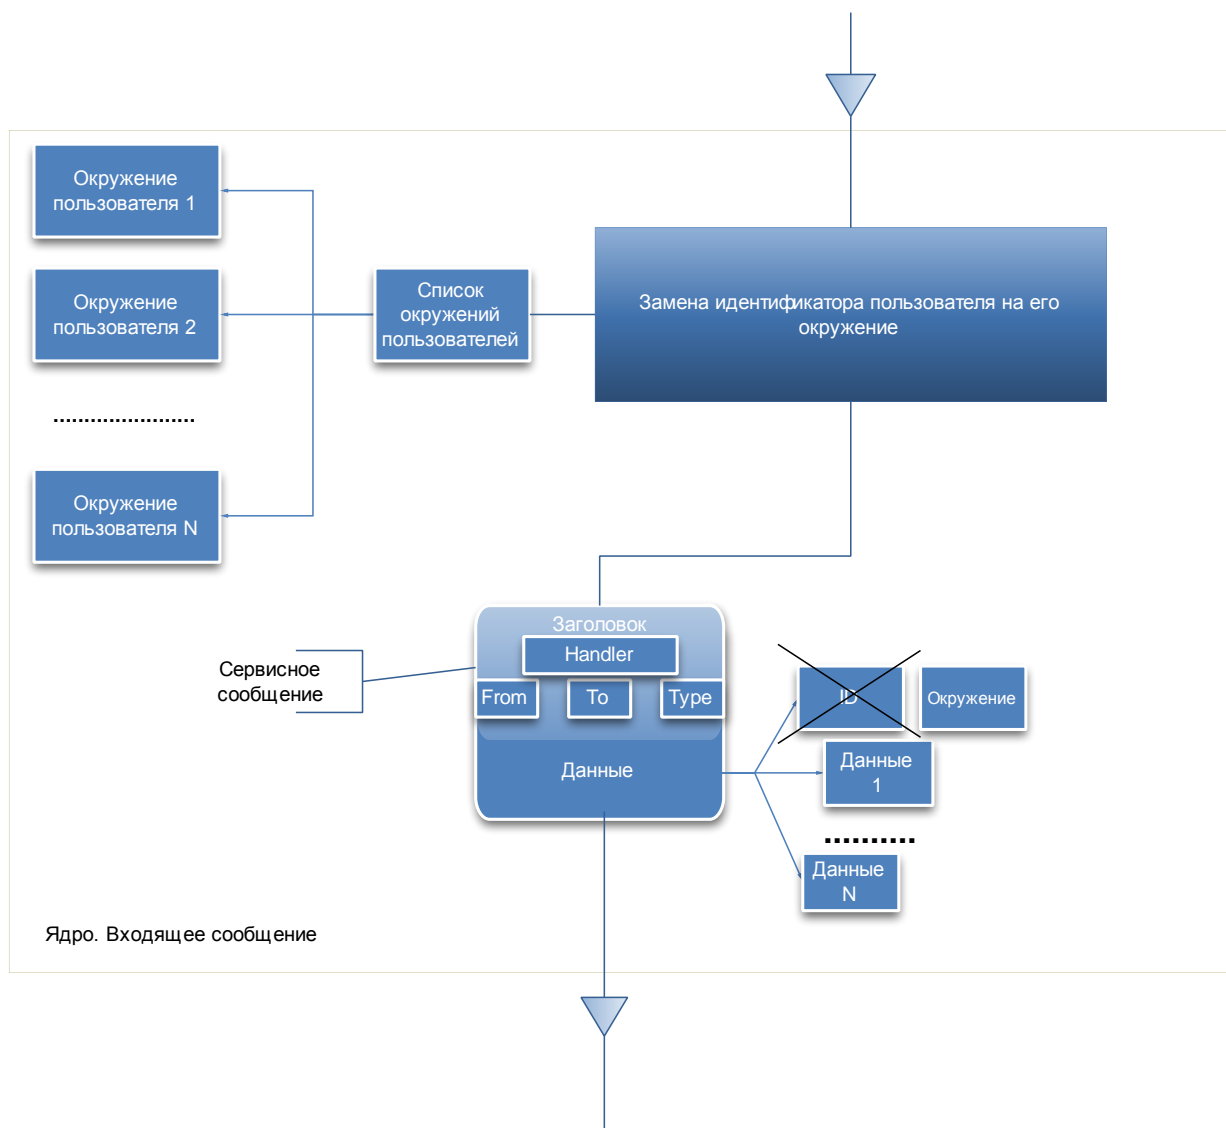 Окружение
пользователя 1
Окружение
пользователя 2
.......................
Окружение
пользователя N
Список
окружений
пользователей
Замена идентификатора пользователя на его
окружение
Сервисное
сообщение
Заголовок
Handler
From
To
Type
Данные
ID
Окружение
Данные
1
..........
Данные
N
Ядро. Входящее сообщение